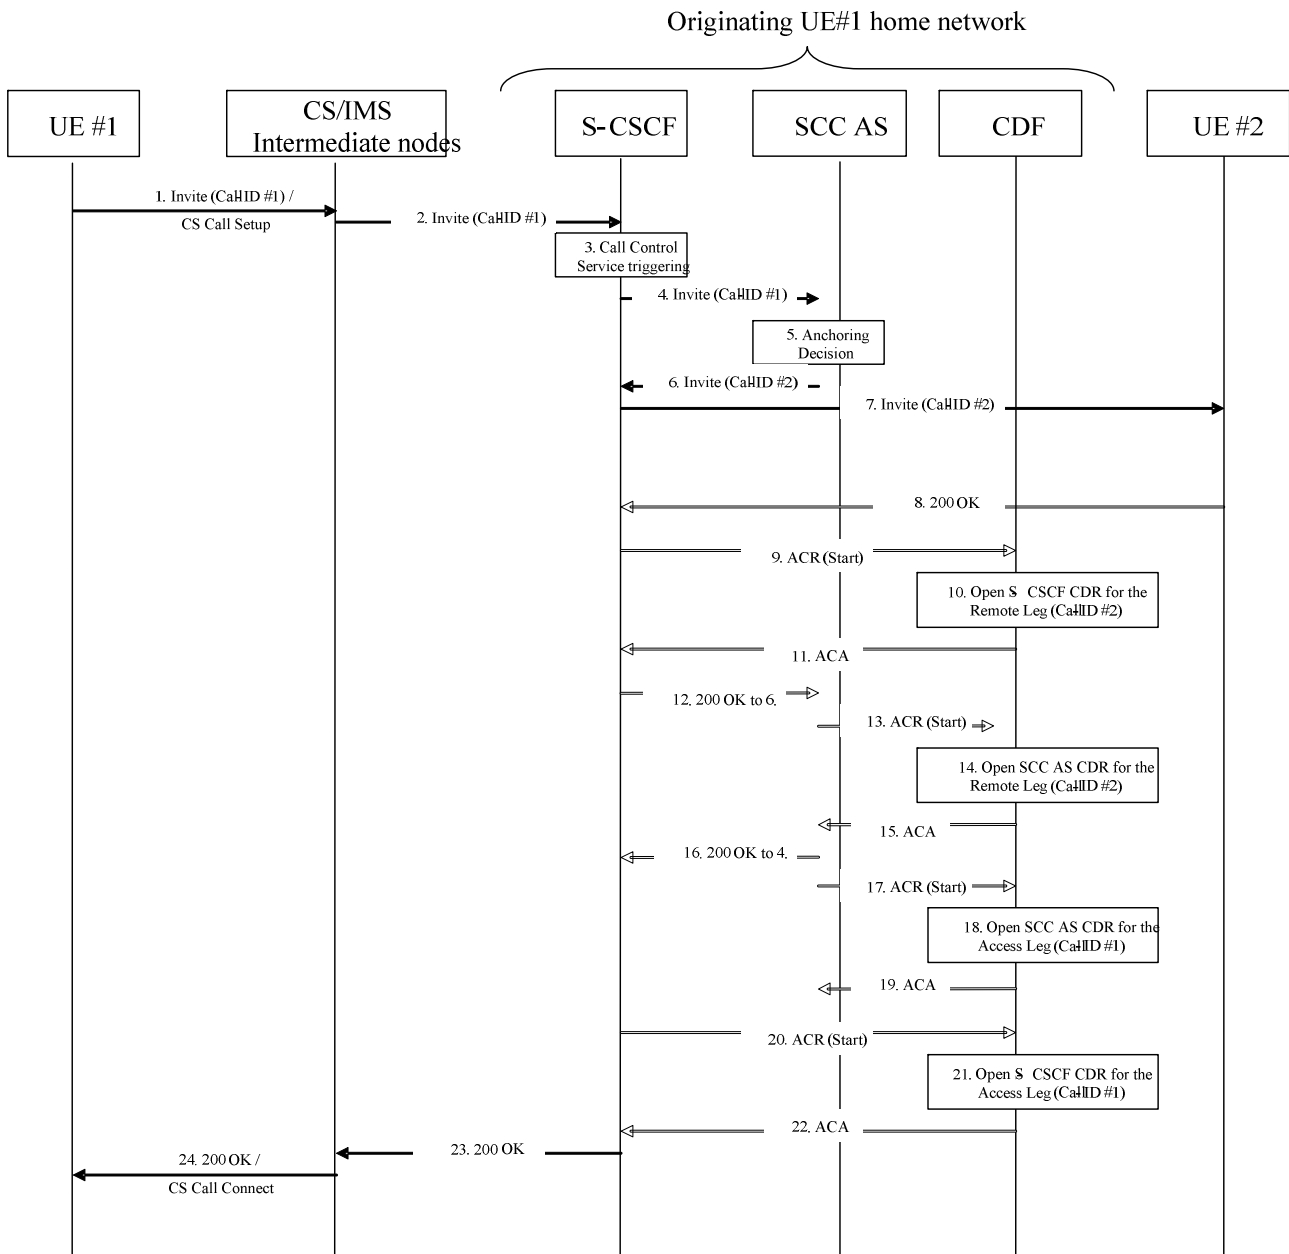 Originating UE#1 home network
UE #1
CS/IMS
Intermediate nodes
S-CSCF
SCC AS
CDF
UE #2
1. Invite (Call-ID #1) /
CS Call Setup
2. Invite (Call-ID #1)
3. Call Control
Service triggering
4. Invite (Call-ID #1)
5. Anchoring
Decision
6. Invite (Call-ID #2)
7. Invite (Call-ID #2)
8. 200 OK
9. ACR (Start)
10. Open S- CSCF CDR for the
Remote Leg (Call-ID #2)
11. ACA
12. 200 OK to 6.
13. ACR (Start)
14. Open SCC AS CDR for the
Remote Leg (Call-ID #2)
15. ACA
16. 200 OK to 4.
17. ACR (Start)
18. Open SCC AS CDR for the
Access Leg (Call-ID #1)
19. ACA
20. ACR (Start)
21. Open S- CSCF CDR for the
Access Leg (Call-ID #1)
22. ACA
23. 200 OK
24. 200 OK /
CS Call Connect